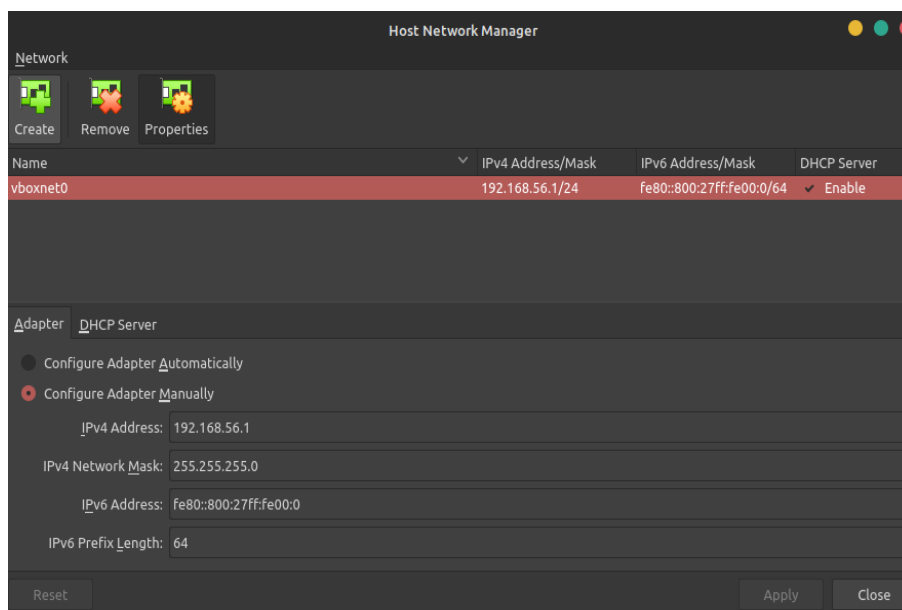 Host Network Manager
Network
Create Remove Properties
Name IPv4 Address/Mask IPv6 Address/Mask DHCP Server
vboxnet0 192.168.56.1/24 fe80::800:27ff:fe00:0/64 Enable
Adapter DHCP Server
Configure Adapter Automatically
Configure Adapter Manually
IPv4 Address: 192.168.56.1
IPv4 Network Mask: 255.255.255.0
IPv6 Address: fe80::800:27ff:fe00:0
IPv6 Prefix Length: 64
Reset Apply Close